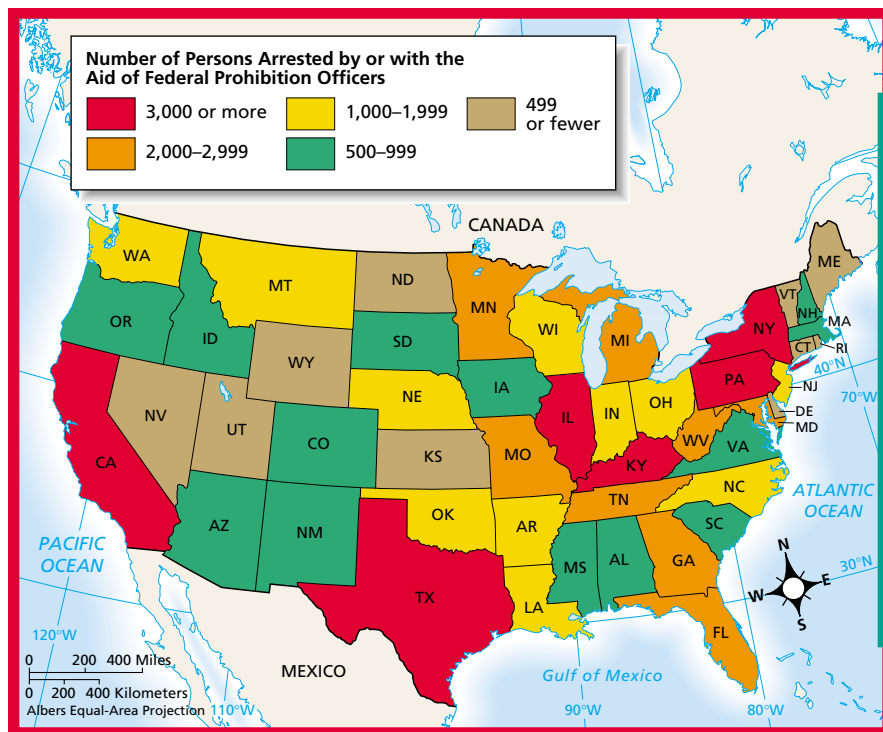 Number of Persons Arrested by or with the
Aid of Federal Prohibition Officers
3,000 or more
1,000–1,999
499
or fewer
2,000–2,999
500–999
CANADA
WA
MT
ND
MN
ME
VT
NH
MA
OR
ID
SD
WI
MI
NY
CT
RI
40°N
WY
IA
PA
NJ
70°W
NV
UT
NE
IL
IN
OH
DE
MD
CO
KS
MO
WV
VA
CA
KY
NC
ATLANTIC
OCEAN
TN
AZ
NM
OK
AR
SC
PACIFIC
OCEAN
MS
AL
GA
N
30°N
W
E
S
TX
LA
FL
120°W
0 200 400 Miles
0 200 400 Kilometers
Albers Equal-Area Projection
110°W
MEXICO
Gulf of Mexico
90°W
80°W